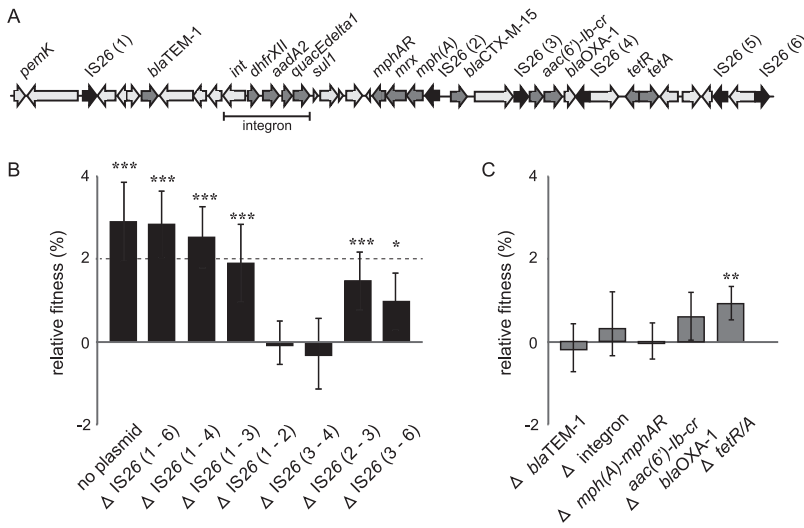 A
pemK
IS26 (1)
blaTEM-1
int
dhfrXII
aadA2
quacEdelta1
sul1
mphAR
mrx
mph(A)
IS26 (2)
blaCTX-M-15
IS26 (3)
aac(6')-Ib-cr
blaOXA-1
IS26 (4)
tetR
tetA
IS26 (5)
IS26 (6)
integron
B
relative fitness (%)
4
2
0
-2
***
***
***
***
***
*
no plasmid
Δ IS26 (1 - 6)
Δ IS26 (1 - 4)
Δ IS26 (1 - 3)
Δ IS26 (1 - 2)
Δ IS26 (3 - 4)
Δ IS26 (2 - 3)
Δ IS26 (3 - 6)
C
relative fitness (%)
4
2
0
-2
**
Δ blaTEM-1
Δ integron
Δ mph(A)-mphAR
Δ aac(6')-Ib-cr
blaOXA-1
Δ tetR/A